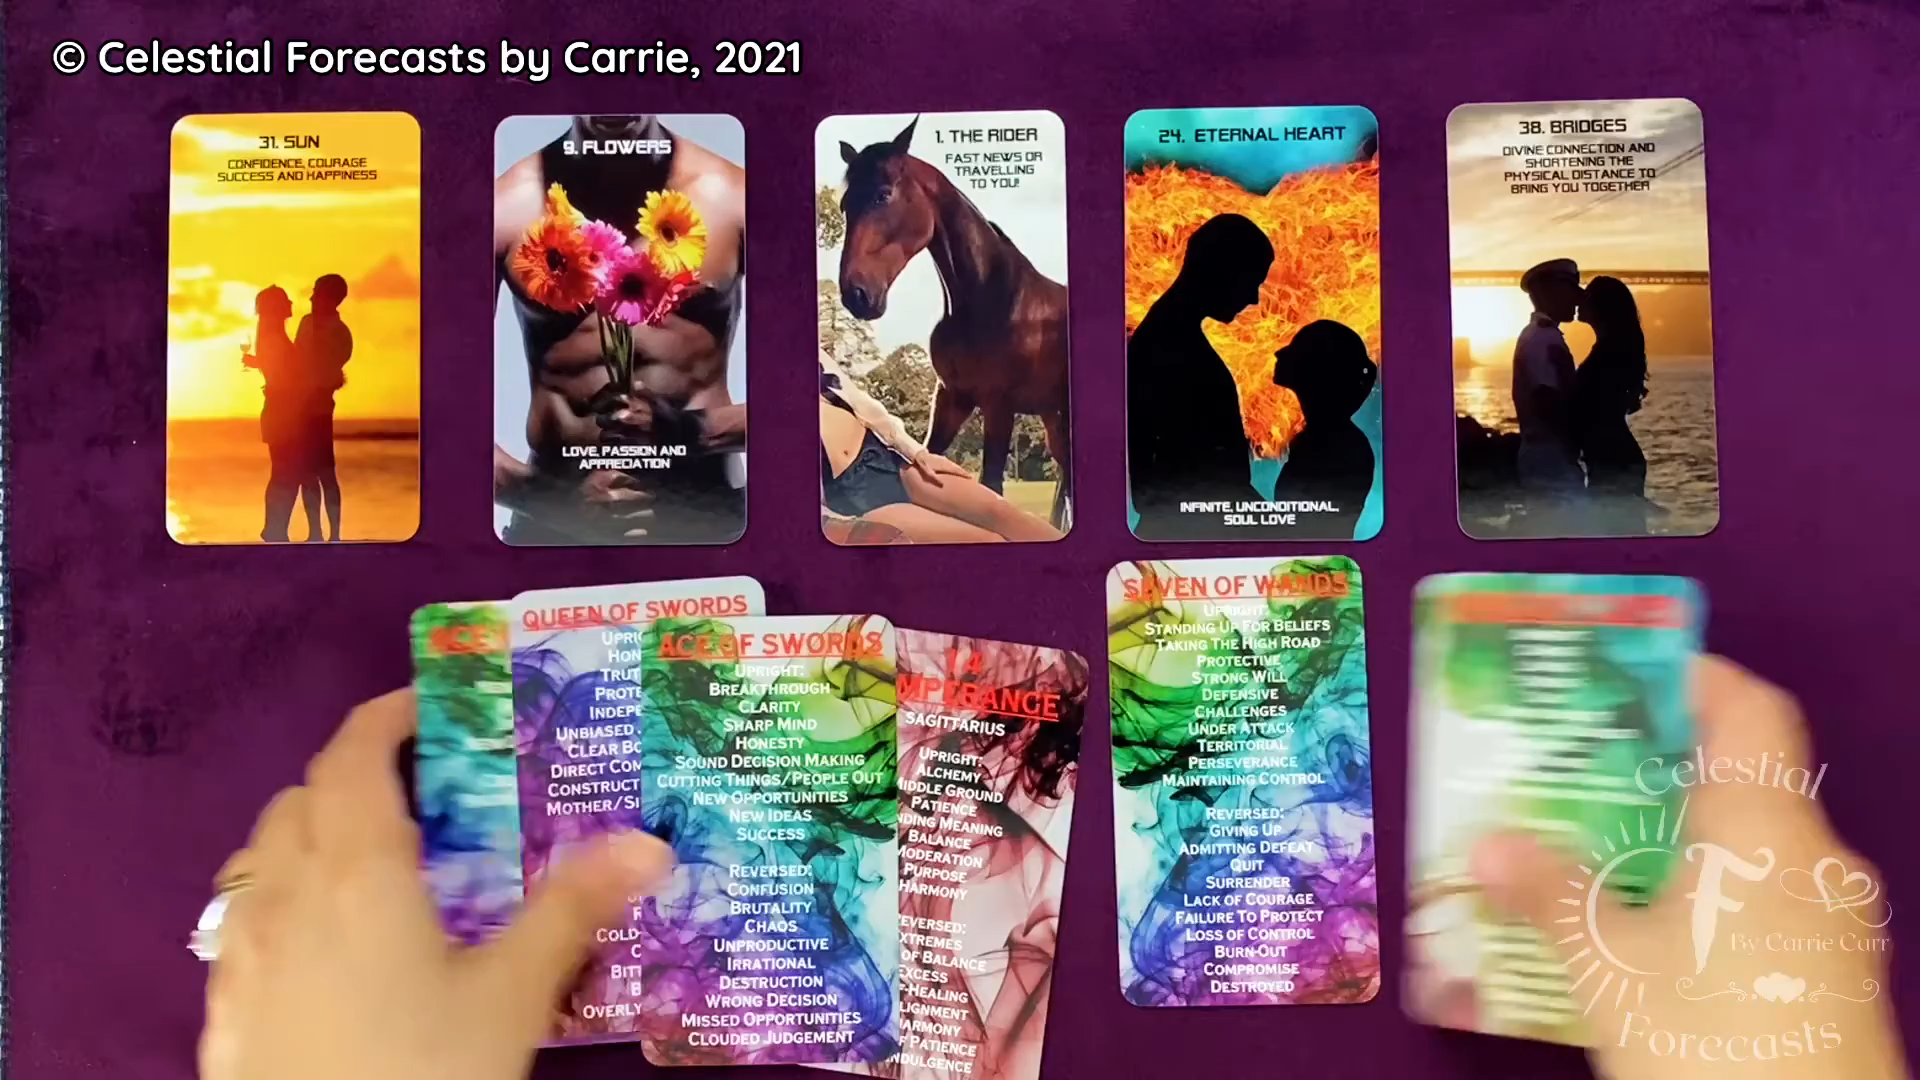 © Celestial Forecasts by Carrie, 2021
31. SUN
CONFIDENCE, COURAGE
SUCCESS AND HAPPINESS
9. FLOWERS
LOVE, PASSION AND
APPRECIATION
1. THE RIDER
FAST NEWS OR
TRAVELLING
TO YOU!
24. ETERNAL HEART
INFINITE, UNCONDITIONAL,
SOUL LOVE
38. BRIDGES
DIVINE CONNECTION AND
SHORTENING THE
PHYSICAL DISTANCE TO
BRING YOU TOGETHER
QUEEN OF SWORDS
ACE OF SWORDS
UPRIGHT:
BREAKTHROUGH
CLARITY
SHARP MIND
HONESTY
SOUND DECISION MAKING
CUTTING THINGS/PEOPLE OUT
NEW OPPORTUNITIES
NEW IDEAS
SUCCESS
REVERSED:
CONFUSION
BRUTALITY
CHAOS
UNPRODUCTIVE
IRRATIONAL
DESTRUCTION
WRONG DECISION
MISSED OPPORTUNITIES
CLOUDED JUDGEMENT
14
SAGITTARIUS
UPRIGHT:
ALCHEMY
GROUND
PATIENCE
MEANING
BALANCE
MODERATION
PURPOSE
HARMONY
OF BALANCE
EXCESS
PATIENCE
SEVEN OF WANDS
UPRIGHT:
STANDING UP FOR BELIEFS
TAKING THE HIGH ROAD
PROTECTIVE
STRONG WILL
DEFENSIVE
CHALLENGES
UNDER ATTACK
TERRITORIAL
PERSEVERANCE
MAINTAINING CONTROL
REVERSED:
GIVING UP
ADMITTING DEFEAT
QUIT
SURRENDER
LACK OF COURAGE
FAILURE TO PROTECT
LOSS OF CONTROL
BURN-OUT
COMPROMISE
DESTROYED
Celestial
F
By Carrie Carr
Forecasts